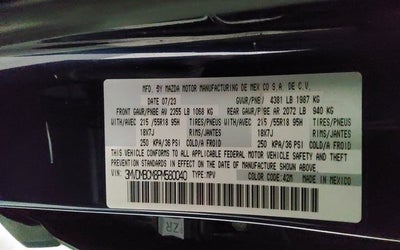 MFD. BY MAZDA MOTOR MANUFACTURING DE MEXICO S.A. DE C.V.
DATE 07/23 GVWR/PNBV 4381 LB 1987 KG
FRONT GAWR/PNBE AV 2355 LB 1068 KG REAR GAWR/PNBE AR 2072 LB 940 KG
WITH/AVEC 215/55R18 95H TIRES/PNEUS WITH/AVEC 215/55R18 95H TIRES/PNEUS
18X7J RIMS/JANTES 18X7J RIMS/JANTES
250 KPA/36 PSI COLD/A FROID 250 KPA/36 PSI COLD/A FROID
THIS VEHICLE CONFORMS TO ALL APPLICABLE FEDERAL MOTOR VEHICLE SAFETY AND THEFT
PREVENTION STANDARDS IN EFFECT ON THE DATE OF MANUFACTURE SHOWN ABOVE.
MADE IN MEXICO
COLOR CODE: 42M
TYPE MPV